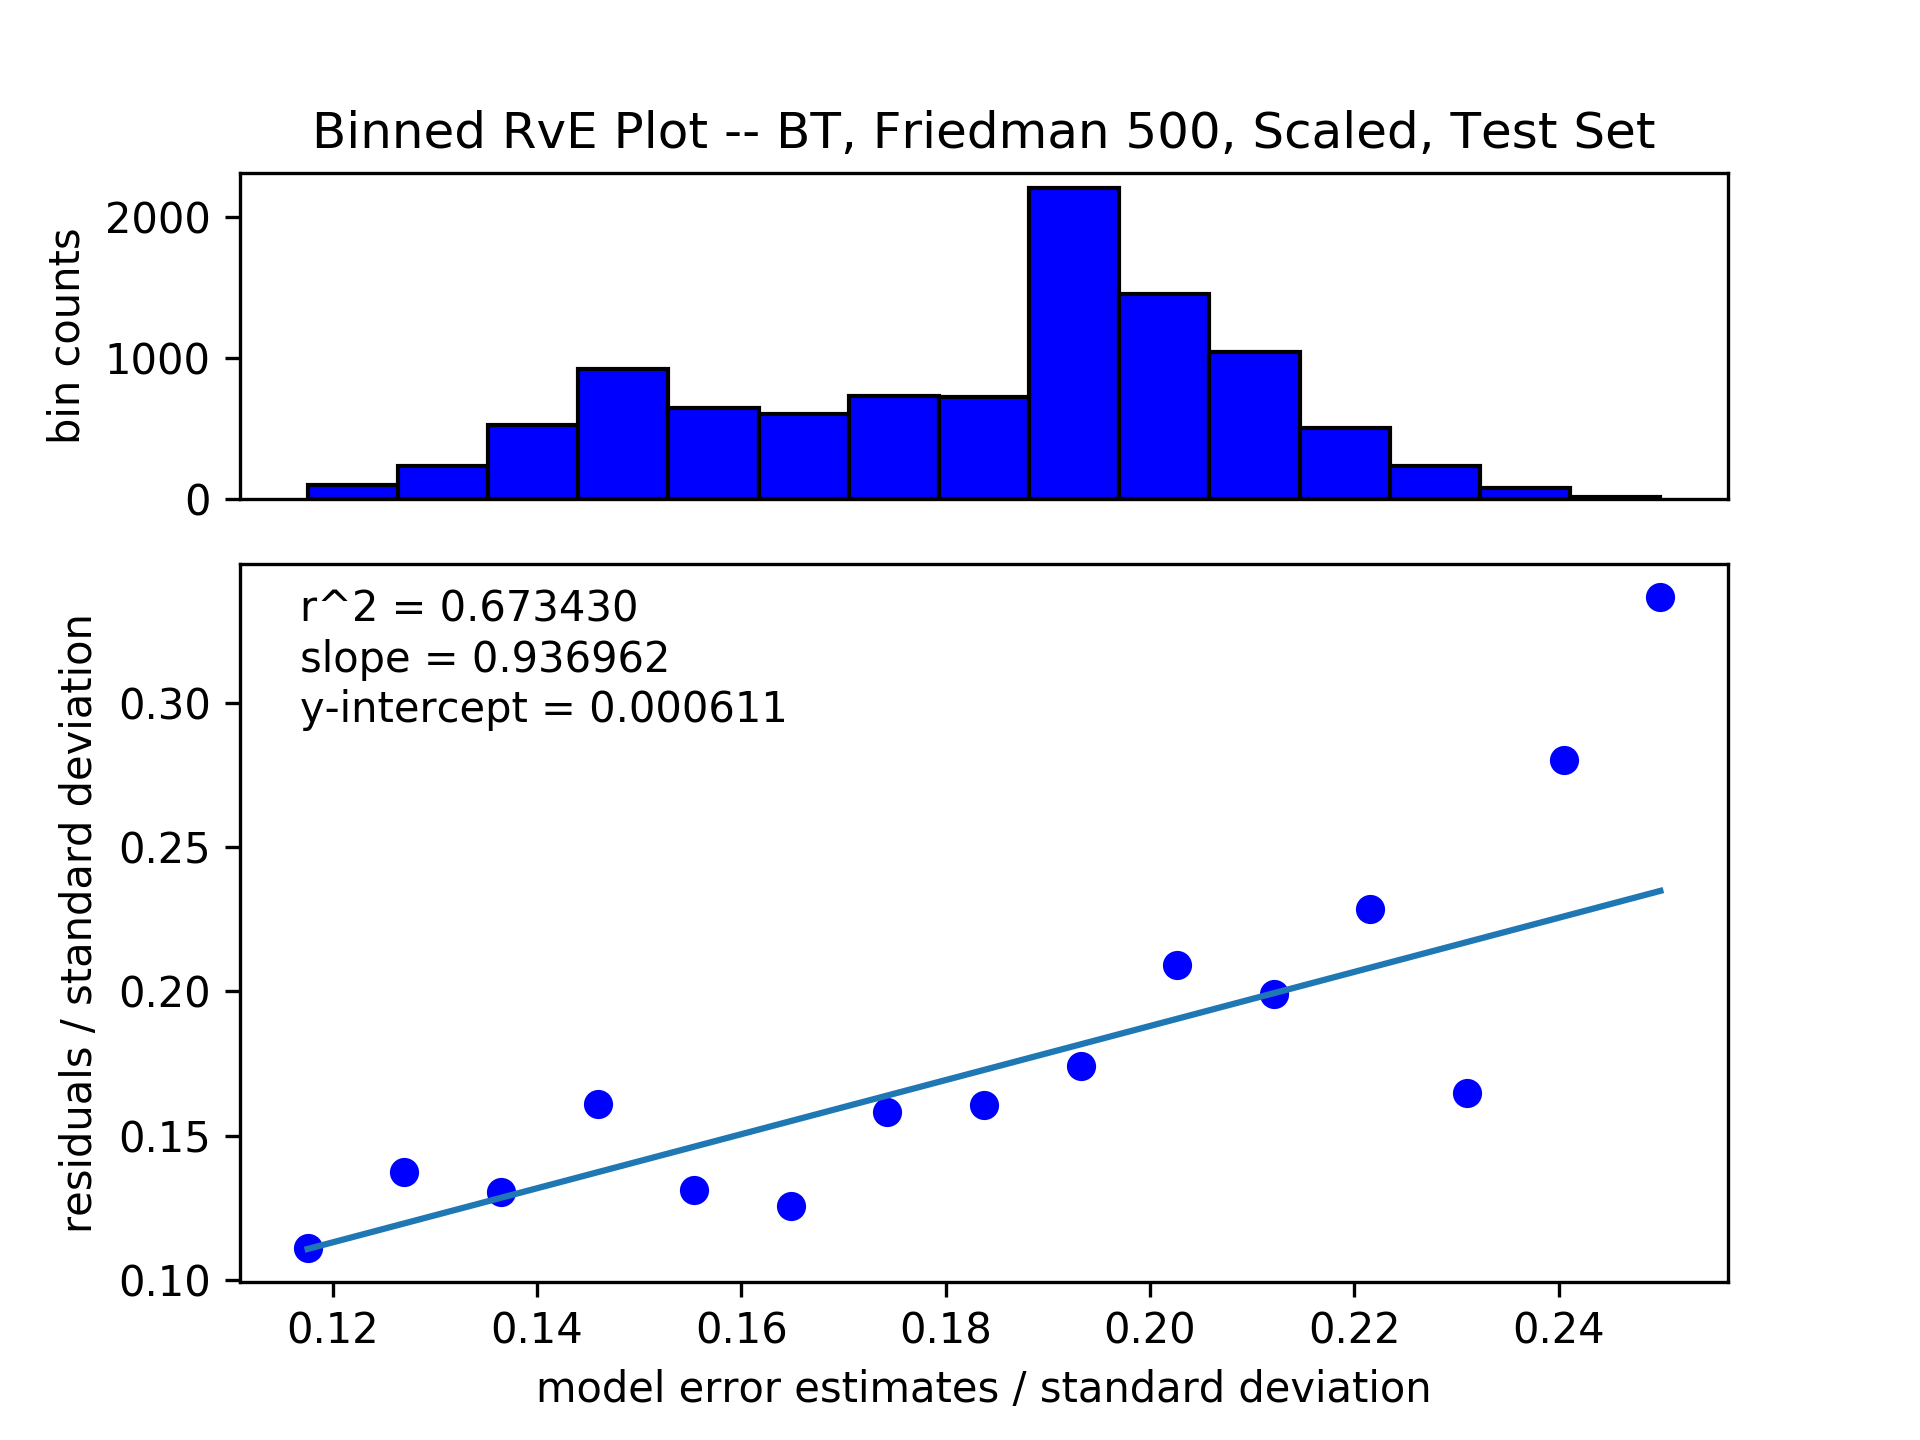 Binned RvE Plot -- BT, Friedman 500, Scaled, Test Set
bin counts
2000
1000
0
r^2 = 0.673430
slope = 0.936962
y-intercept = 0.000611
residuals / standard deviation
0.30
0.25
0.20
0.15
0.10
0.12 0.14 0.16 0.18 0.20 0.22 0.24
model error estimates / standard deviation